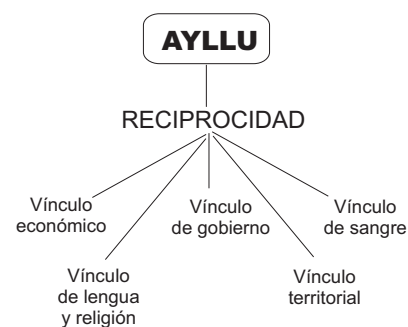 AYLLU
RECIPROCIDAD
Vínculo
económico
Vínculo
de gobierno
Vínculo
de sangre
Vínculo
de lengua
y religión
Vínculo
territorial